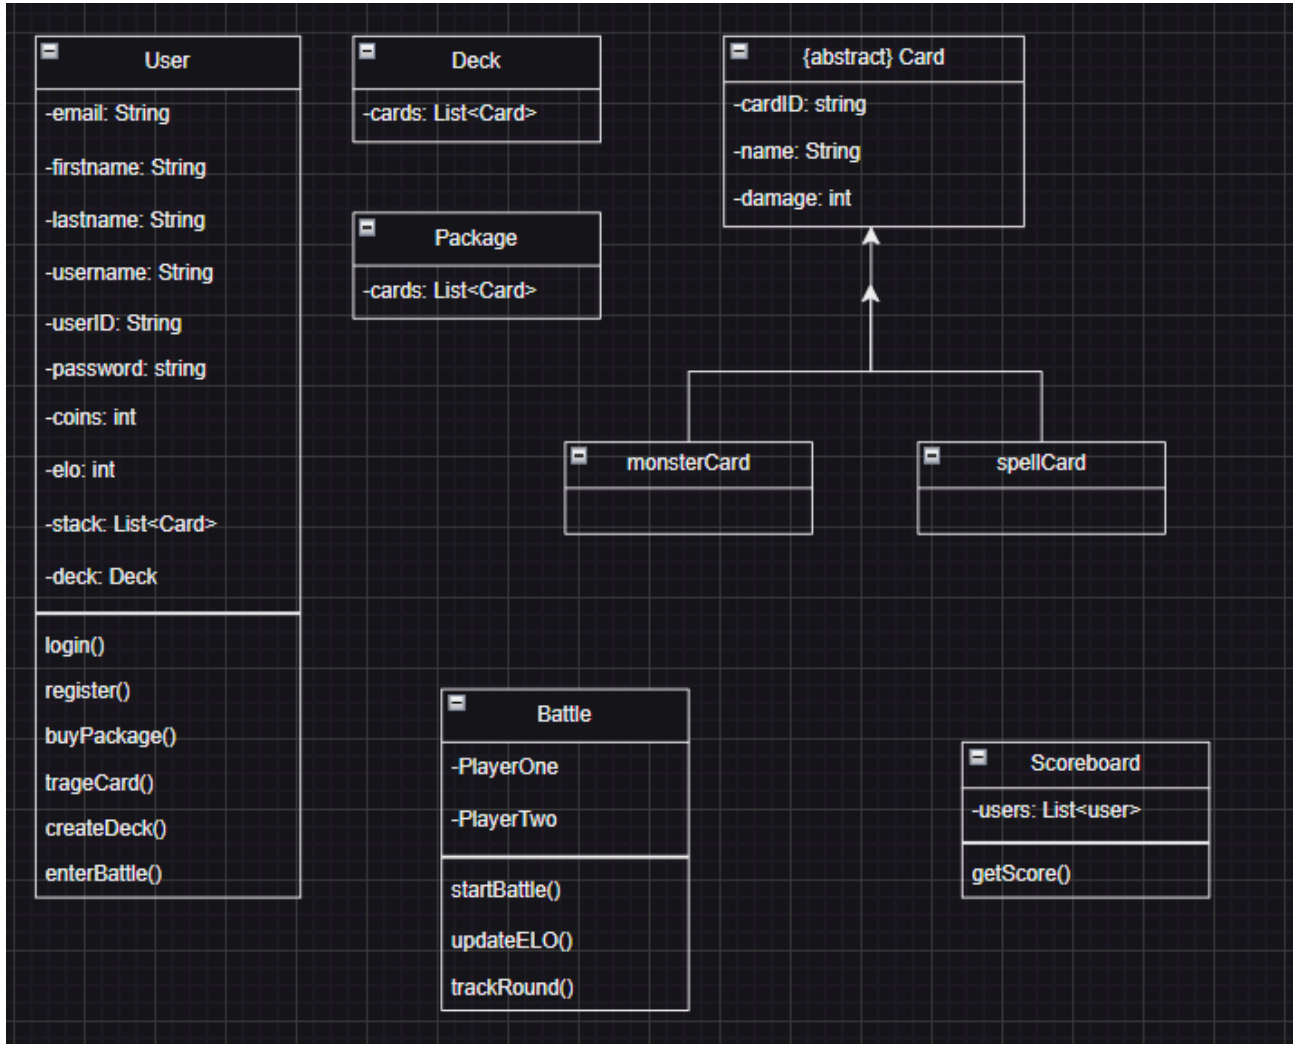 User
-email: String
-firstname: String
-lastname: String
-username: String
-userID: String
-password: string
-coins: int
-elo: int
-stack: List<Card>
-deck: Deck
login()
register()
buyPackage()
trageCard()
createDeck()
enterBattle()
Deck
-cards: List<Card>
Package
-cards: List<Card>
{abstract} Card
-cardID: string
-name: String
-damage: int
monsterCard
spellCard
Battle
-PlayerOne
-PlayerTwo
startBattle()
updateELO()
trackRound()
Scoreboard
-users: List<user>
getScore()